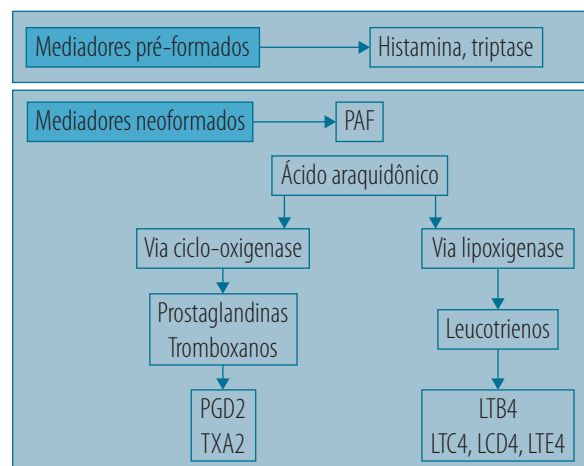 Mediadores pré-formados
Histamina, triptase
Mediadores neoformados
PAF
Ácido araquidônico
Via ciclo-oxigenase
Via lipoxigenase
Prostaglandinas
Tromboxanos
Leucotrienos
PGD2
TXA2
LTB4
LTC4, LCD4, LTE4